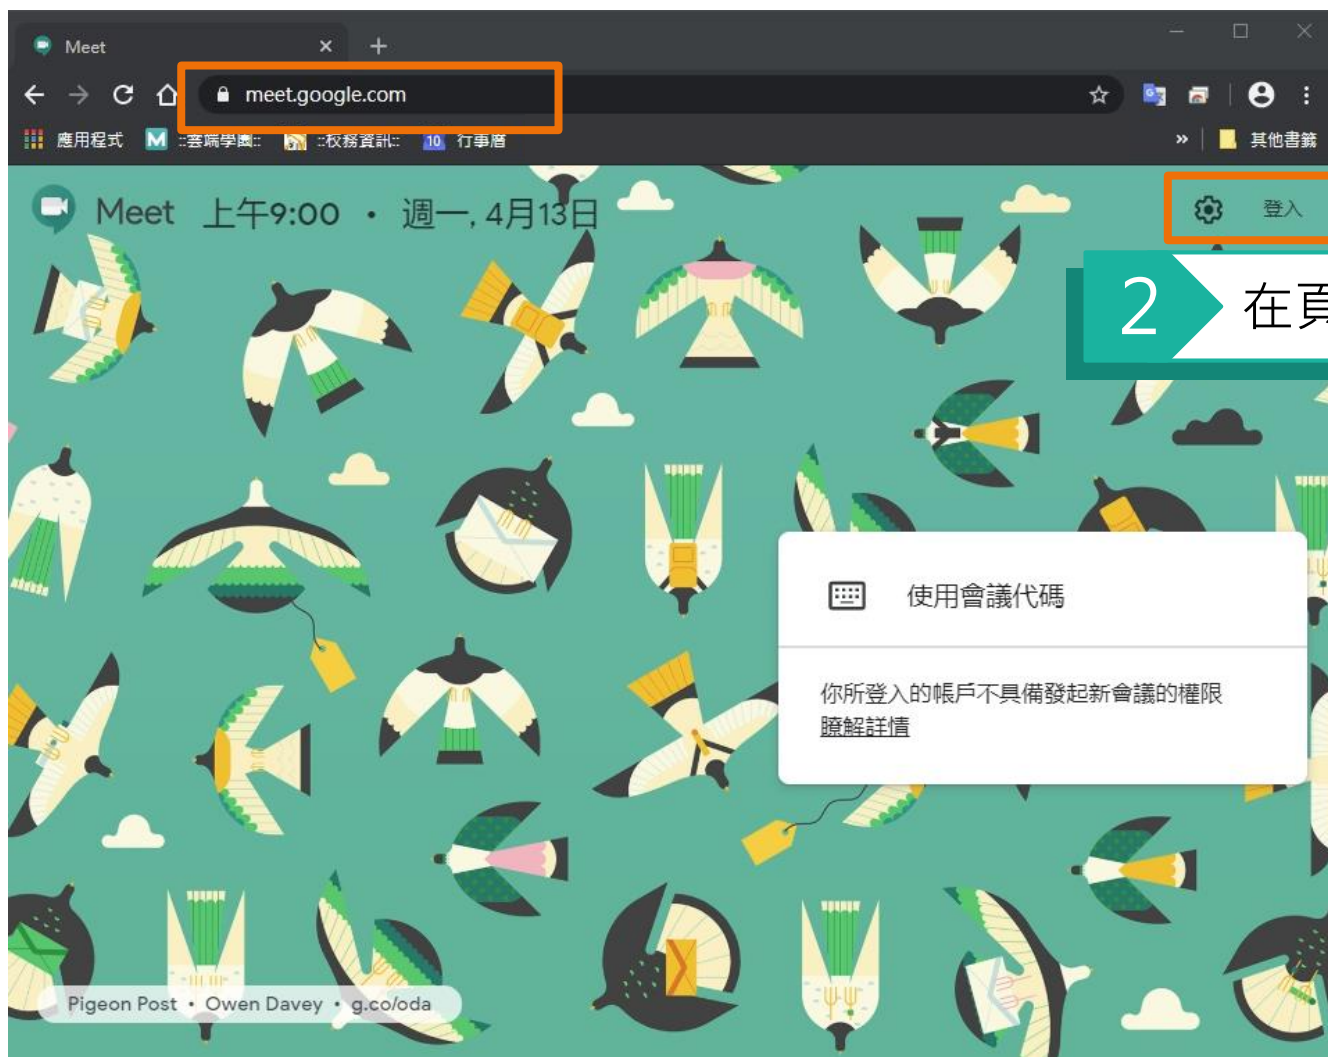 Meet
meet.google.com
應用程式 M ::雲端學園:: ::校務資訊:: 10 行事曆 » 其他書籤
Meet 上午9:00 • 週一, 4月13日 登入
2 在頁
使用會議代碼
你所登入的帳戶不具備發起新會議的權限
瞭解詳情
Pigeon Post • Owen Davey • g.co/oda